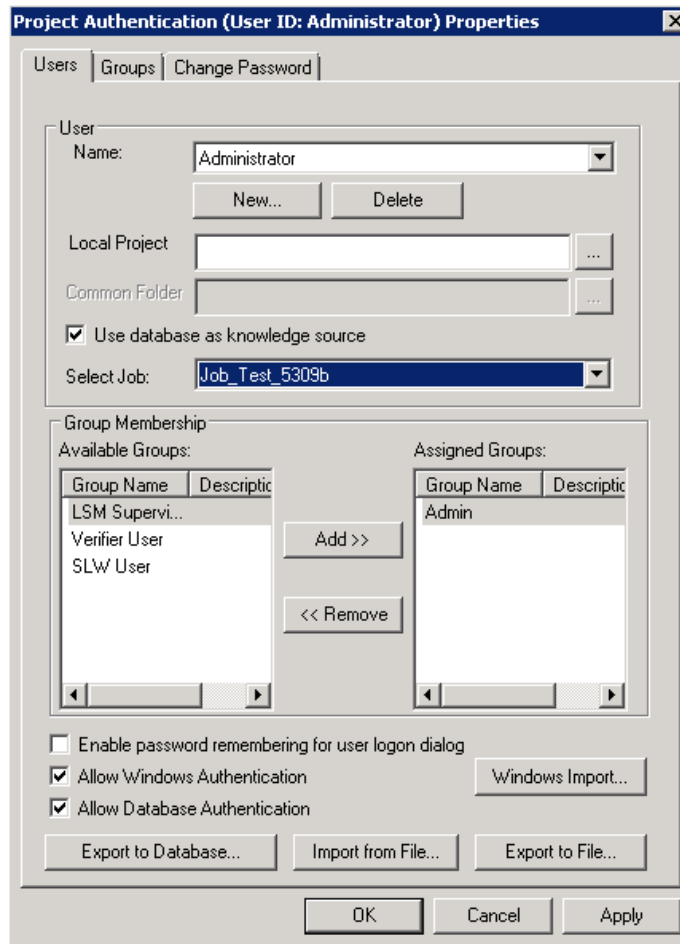 Project Authentication (User ID: Administrator) Properties
Users Groups Change Password
User
Name: Administrator
New... Delete
Local Project ...
Common Folder ...
Use database as knowledge source
Select Job: Job_Test_5309b
Group Membership
Available Groups: Assigned Groups:
Group Name Descriptic Group Name Descriptic
LSM Supervi... Admin
Verifier User Add >>
SLW User
<< Remove
Enable password remembering for user logon dialog
Allow Windows Authentication Windows Import...
Allow Database Authentication
Export to Database... Import from File... Export to File...
OK Cancel Apply